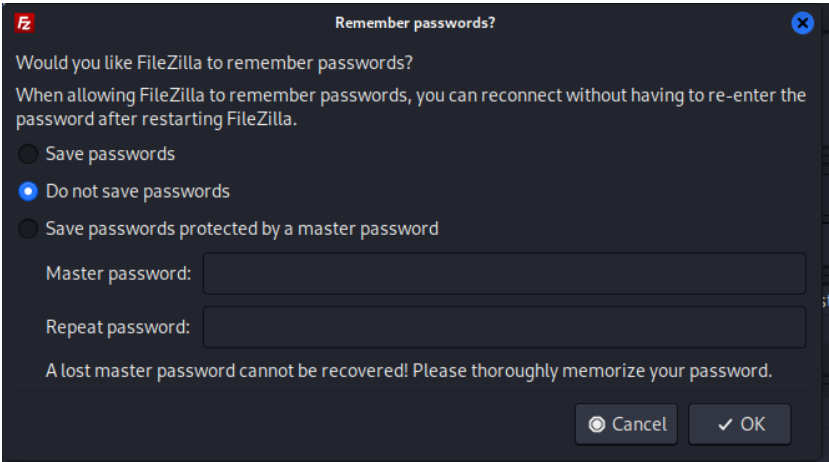 Fz
Remember passwords?
Would you like FileZilla to remember passwords?
When allowing FileZilla to remember passwords, you can reconnect without having to re-enter the
password after restarting FileZilla.
Save passwords
Do not save passwords
Save passwords protected by a master password
Master password:
Repeat password:
A lost master password cannot be recovered! Please thoroughly memorize your password.
Cancel
OK